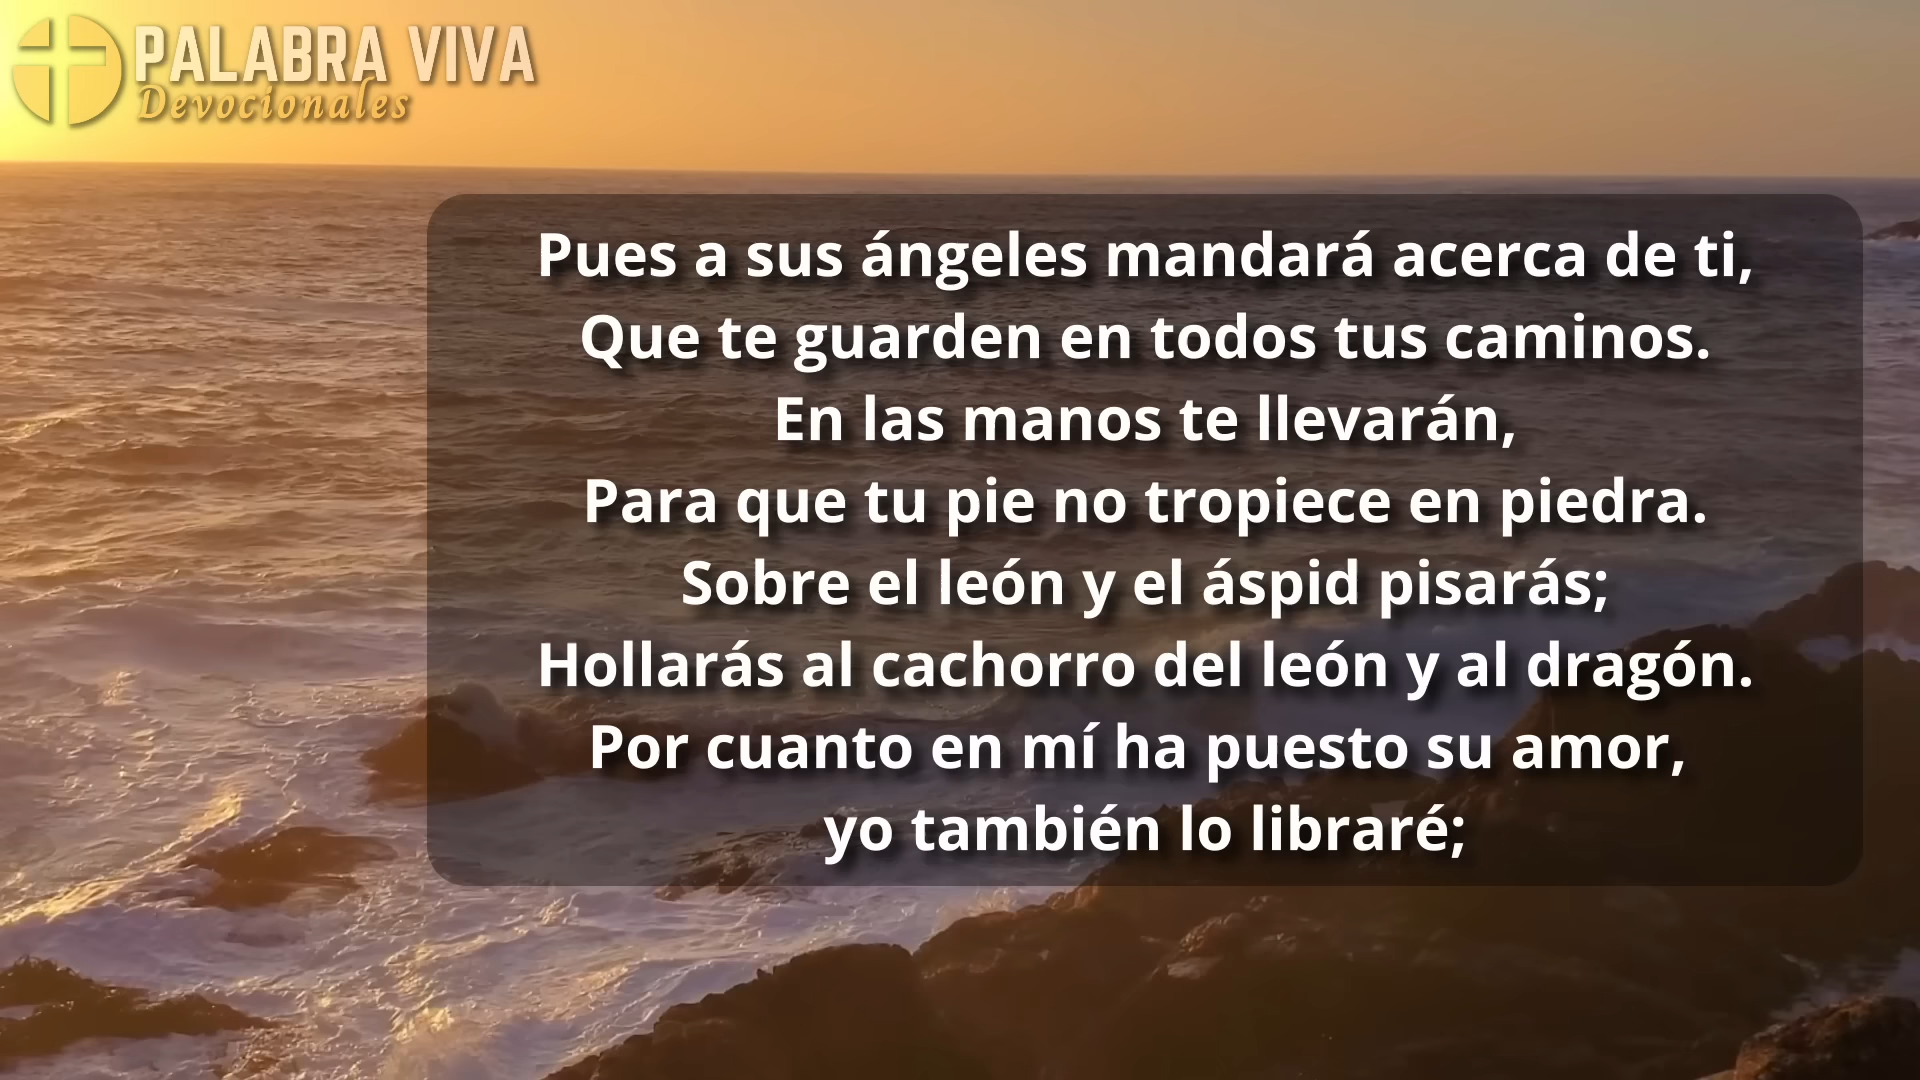 PALABRA VIVA
Devocionales
Pues a sus ángeles mandará acerca de ti,
Que te guarden en todos tus caminos.
En las manos te llevarán,
Para que tu pie no tropiece en piedra.
Sobre el león y el áspid pisarás;
Hollarás al cachorro del león y al dragón.
Por cuanto en mí ha puesto su amor,
yo también lo libraré;